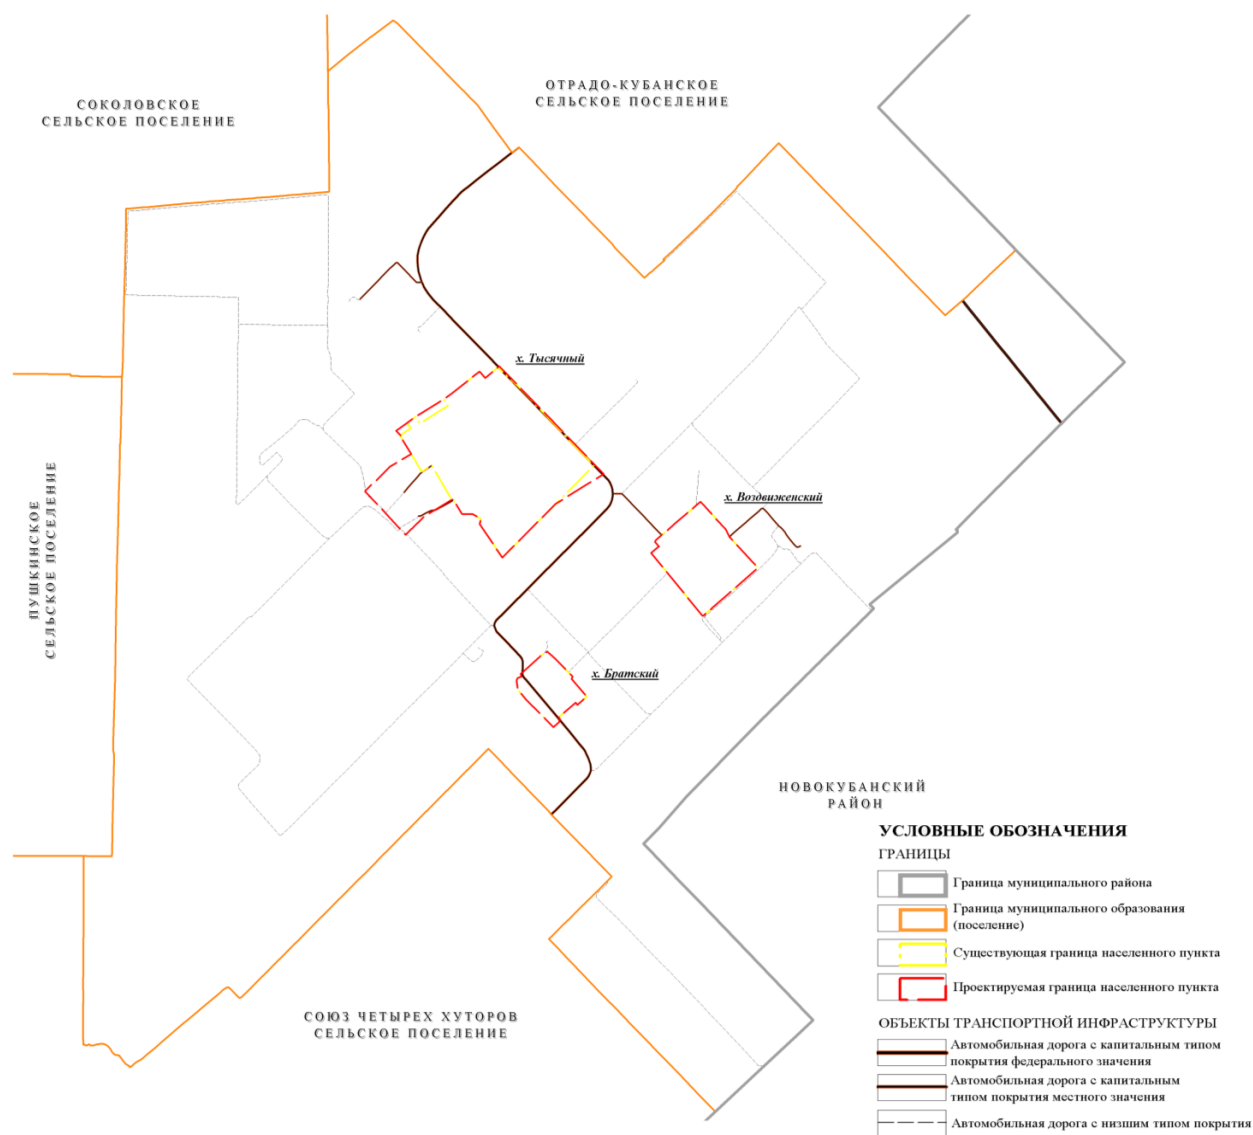 ОТРАДО-КУБАНСКОЕ
СЕЛЬСКОЕ ПОСЕЛЕНИЕ
СОКОЛОВСКОЕ
СЕЛЬСКОЕ ПОСЕЛЕНИЕ
х. Тысячный
х. Воздвиженский
ПУШКИНСКОЕ
СЕЛЬСКОЕ ПОСЕЛЕНИЕ
х. Братский
НОВОКУБАНСКИЙ
РАЙОН
СОЮЗ ЧЕТЫРЕХ ХУТОРОВ
СЕЛЬСКОЕ ПОСЕЛЕНИЕ
УСЛОВНЫЕ ОБОЗНАЧЕНИЯ
ГРАНИЦЫ
Граница муниципального района
Граница муниципального образования
(поселение)
Существующая граница населенного пункта
Проектируемая граница населенного пункта
ОБЪЕКТЫ ТРАНСПОРТНОЙ ИНФРАСТРУКТУРЫ
Автомобильная дорога с капитальным типом
покрытия федерального значения
Автомобильная дорога с капитальным
типом покрытия местного значения
Автомобильная дорога с низшим типом покрытия